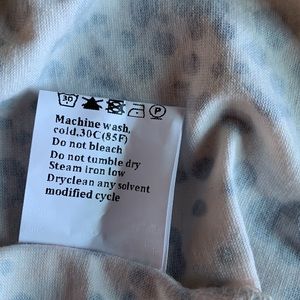 30
P
Machine wash,
cold,30C(85F)
Do not bleach
Do not tumble dry
Steam iron low
Dryclean any solvent
modified cycle